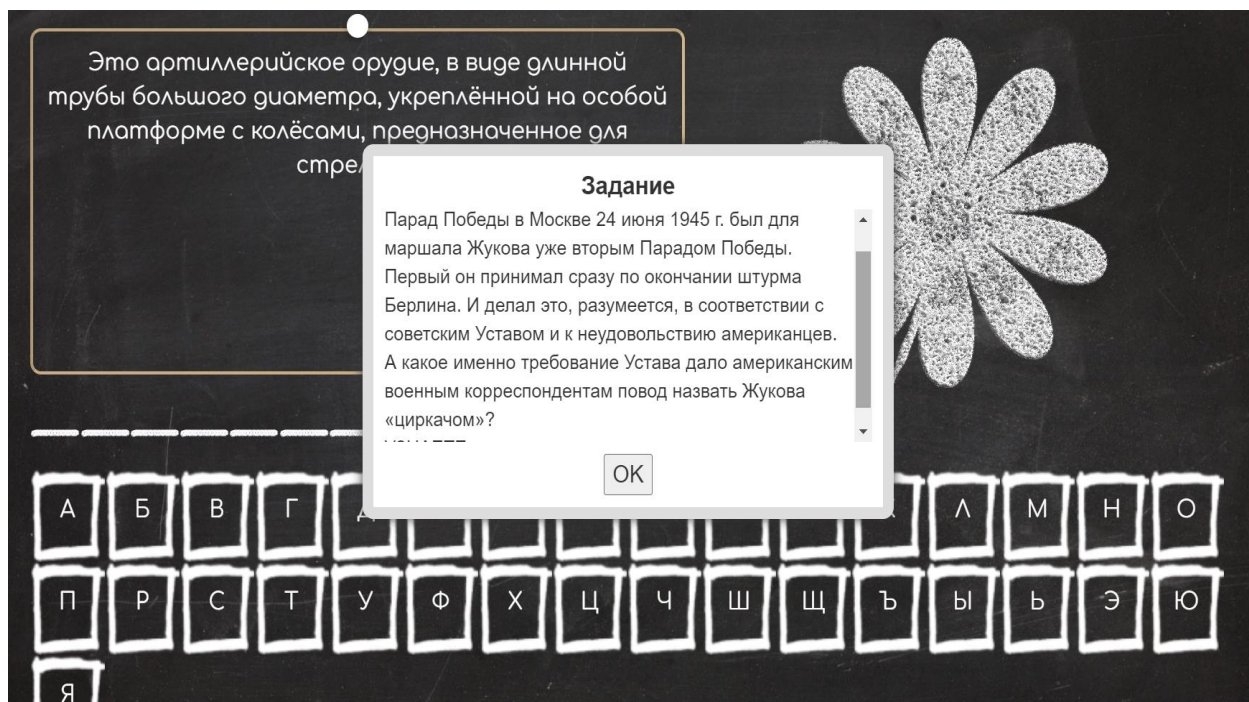 Это артиллерийское орудие, в виде длинной
трубы большого диаметра, укреплённой на особой
платформе с колёсами, предназначенное для
Задание
Парад Победы в Москве 24 июня 1945 г. был для
маршала Жукова уже вторым Парадом Победы.
Первый он принимал сразу по окончании штурма
Берлина. И делал это, разумеется, в соответствии с
советским Уставом и к неудовольствию американцев.
А какое именно требование Устава дало американским
военным корреспондентам повод назвать Жукова
«циркачом»?
OK
А Б В Г Л М Н О
П Р С Т У Ф Х Ц Ч Ш Щ Ъ Ы Ь Э Ю
Я